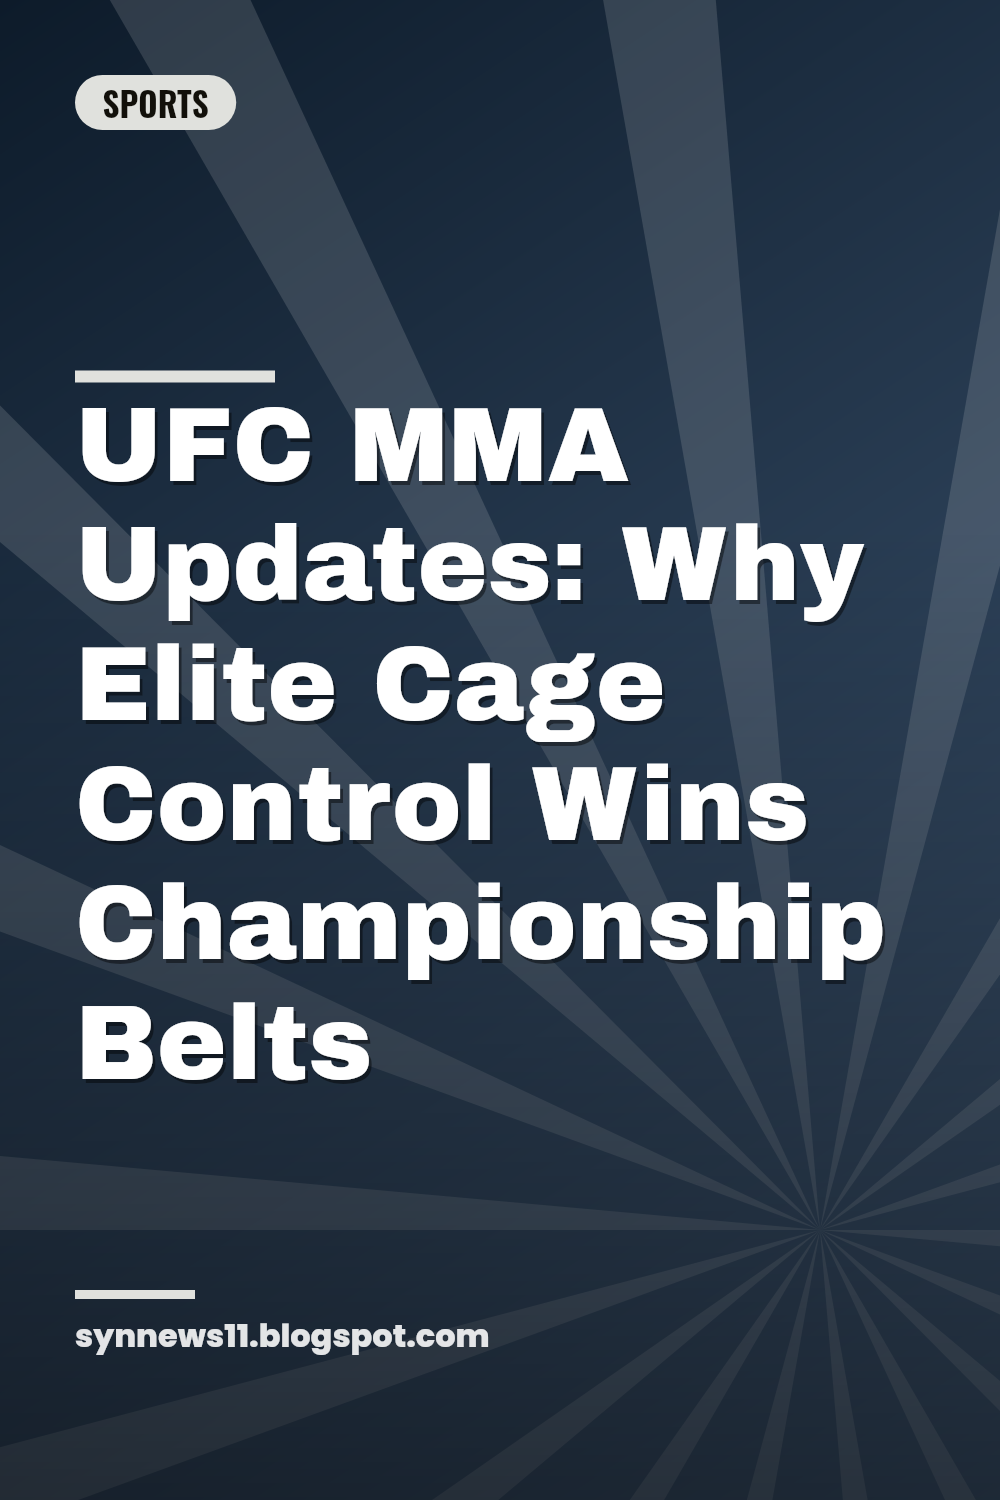 SPORTS
UFC MMA
Updates: Why
Elite Cage
Control Wins
Championship
Belts
synnews11.blogspot.com